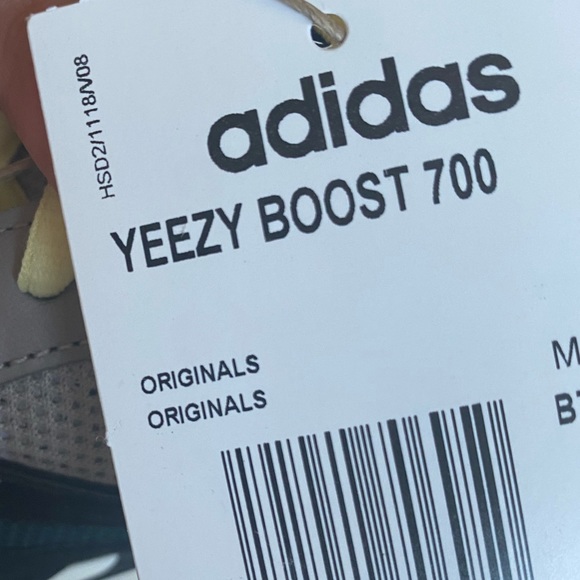 HSD2/1118/V08
adidas
YEEZY BOOST 700
ORIGINALS
ORIGINALS
M